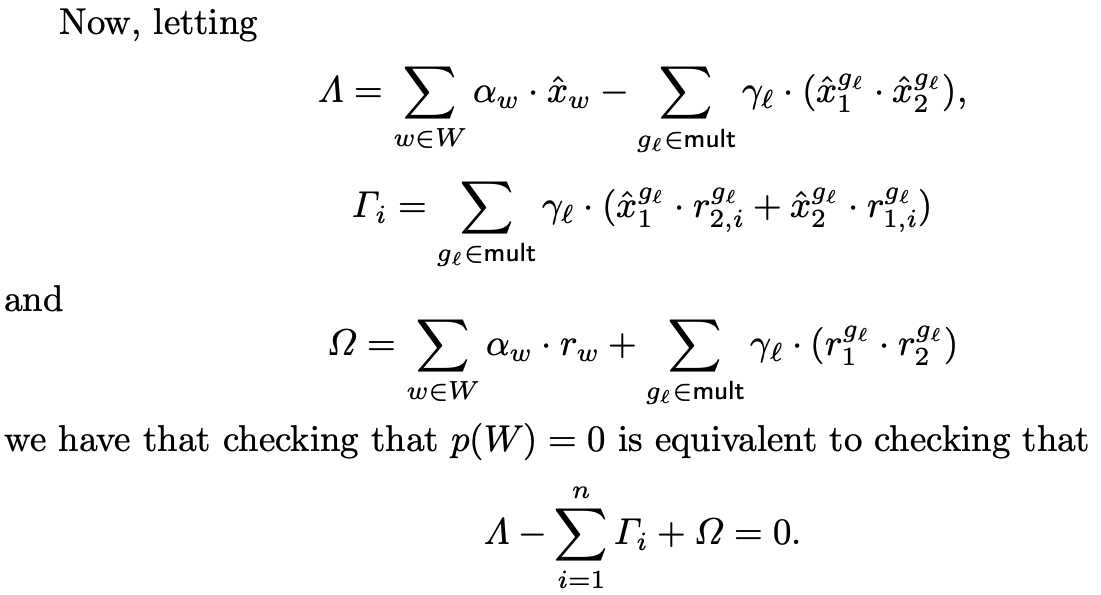 Now, letting
Λ = ∑_{w∈W} α_w · x̂_w − ∑_{g_ℓ∈mult} γ_ℓ · (x̂_1^{g_ℓ} · x̂_2^{g_ℓ}),
Γ_i = ∑_{g_ℓ∈mult} γ_ℓ · (x̂_1^{g_ℓ} · r_{2,i}^{g_ℓ} + x̂_2^{g_ℓ} · r_{1,i}^{g_ℓ})
and
Ω = ∑_{w∈W} α_w · r_w + ∑_{g_ℓ∈mult} γ_ℓ · (r_1^{g_ℓ} · r_2^{g_ℓ})
we have that checking that p(W) = 0 is equivalent to checking that
Λ − ∑_{i=1}^{n} Γ_i + Ω = 0.